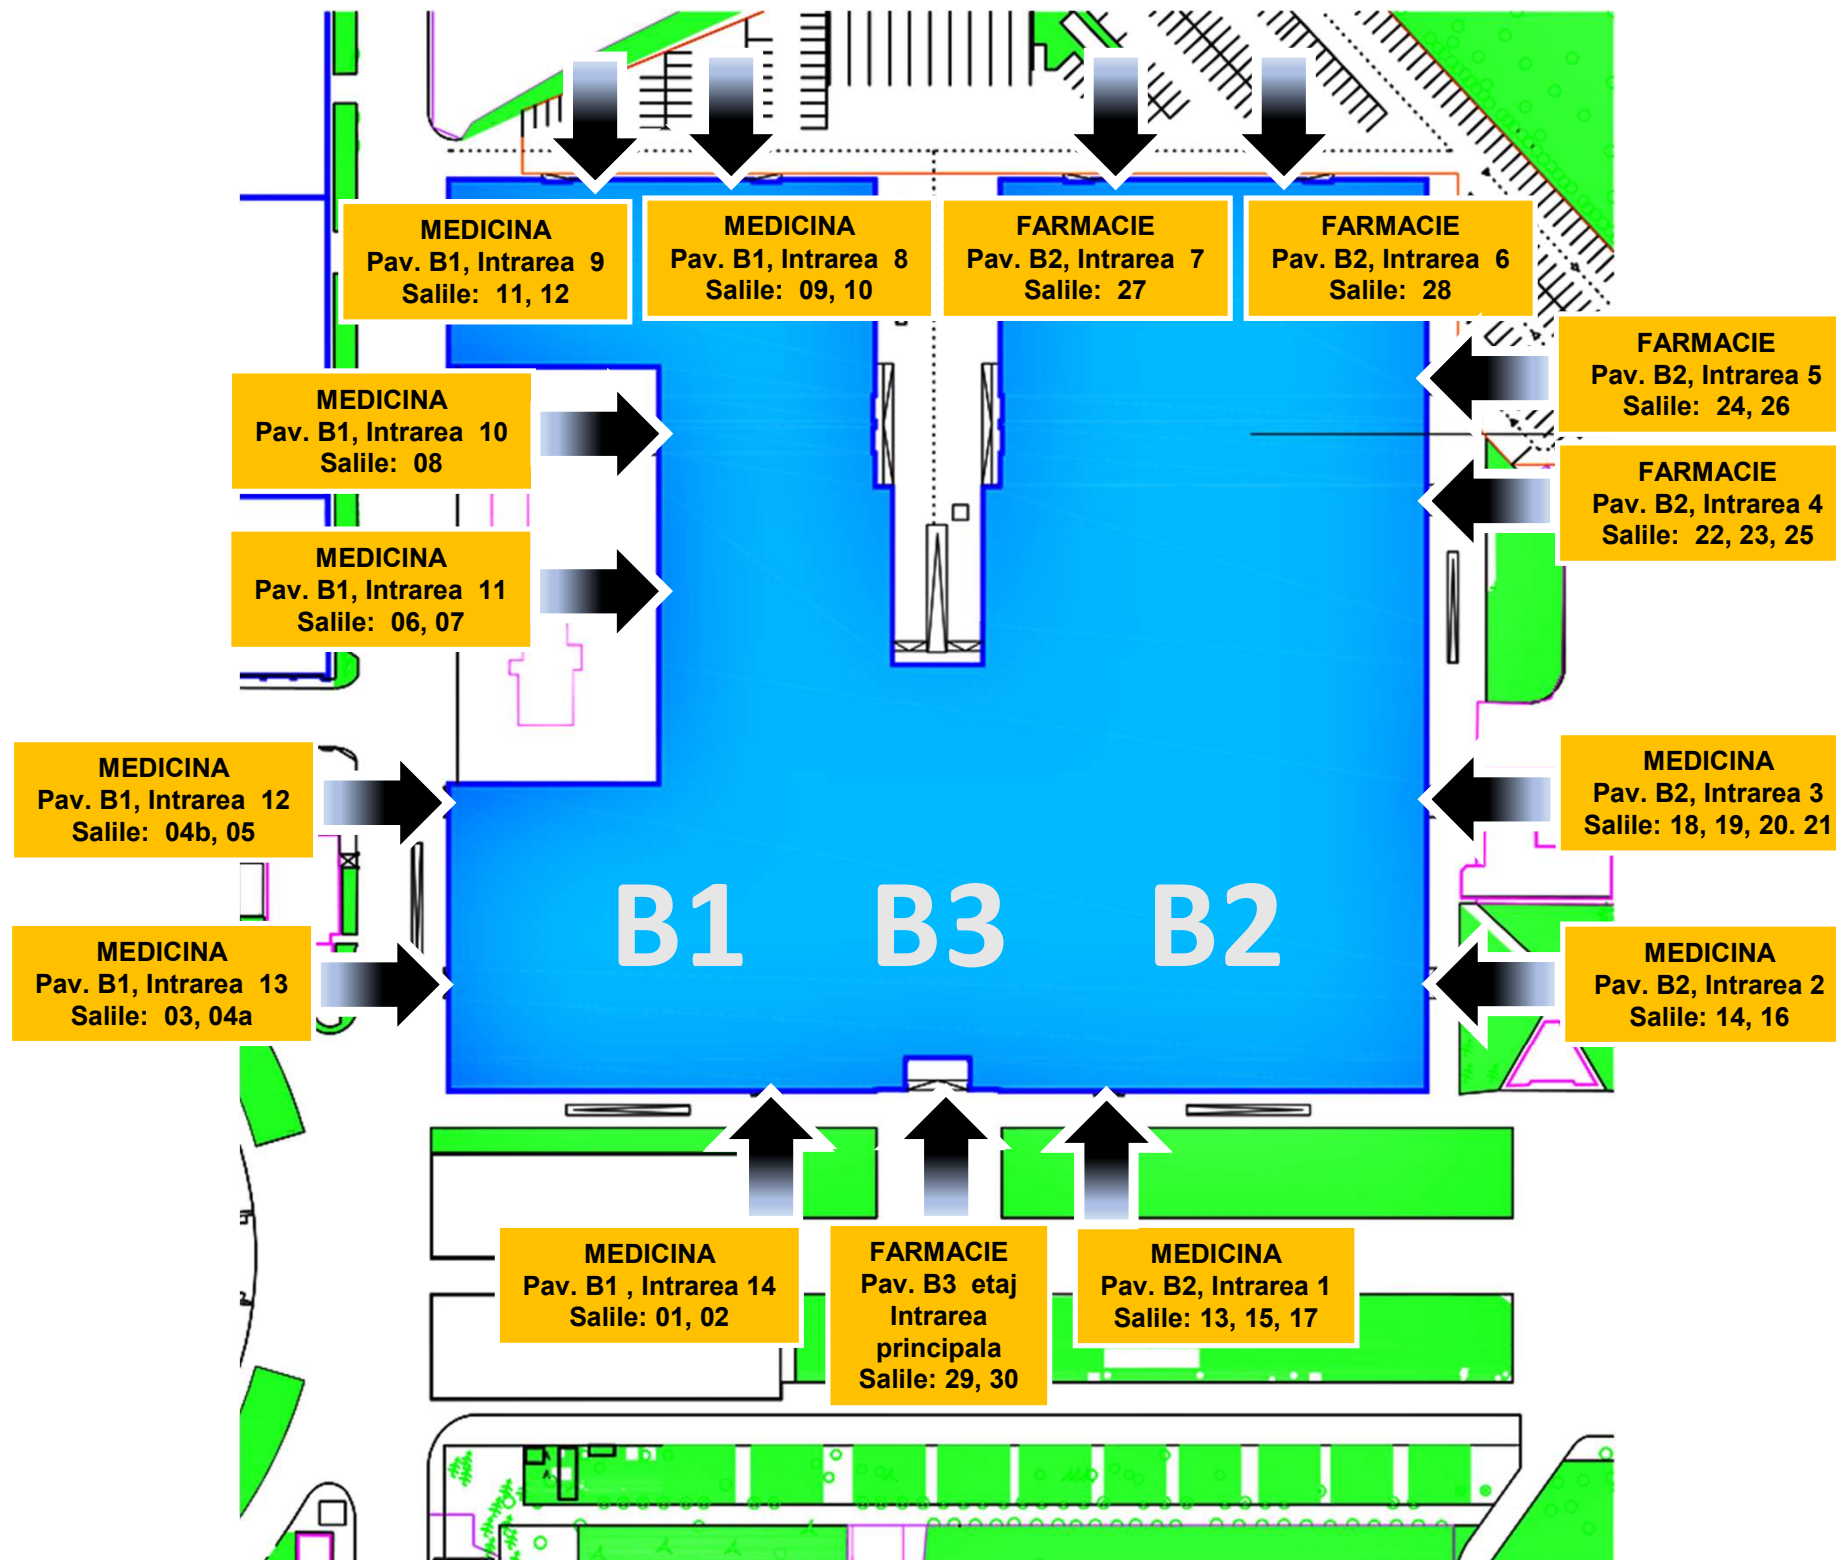 MEDICINA
Pav. B1, Intrarea 9
Salile: 11, 12
MEDICINA
Pav. B1, Intrarea 8
Salile: 09, 10
FARMACIE
Pav. B2, Intrarea 7
Salile: 27
FARMACIE
Pav. B2, Intrarea 6
Salile: 28
FARMACIE
Pav. B2, Intrarea 5
Salile: 24, 26
MEDICINA
Pav. B1, Intrarea 10
Salile: 08
FARMACIE
Pav. B2, Intrarea 4
Salile: 22, 23, 25
MEDICINA
Pav. B1, Intrarea 11
Salile: 06, 07
MEDICINA
Pav. B1, Intrarea 12
Salile: 04b, 05
MEDICINA
Pav. B2, Intrarea 3
Salile: 18, 19, 20. 21
B1
B3
B2
MEDICINA
Pav. B1, Intrarea 13
Salile: 03, 04a
MEDICINA
Pav. B2, Intrarea 2
Salile: 14, 16
MEDICINA
Pav. B1 , Intrarea 14
Salile: 01, 02
FARMACIE
Pav. B3 etaj
Intrarea
principala
Salile: 29, 30
MEDICINA
Pav. B2, Intrarea 1
Salile: 13, 15, 17